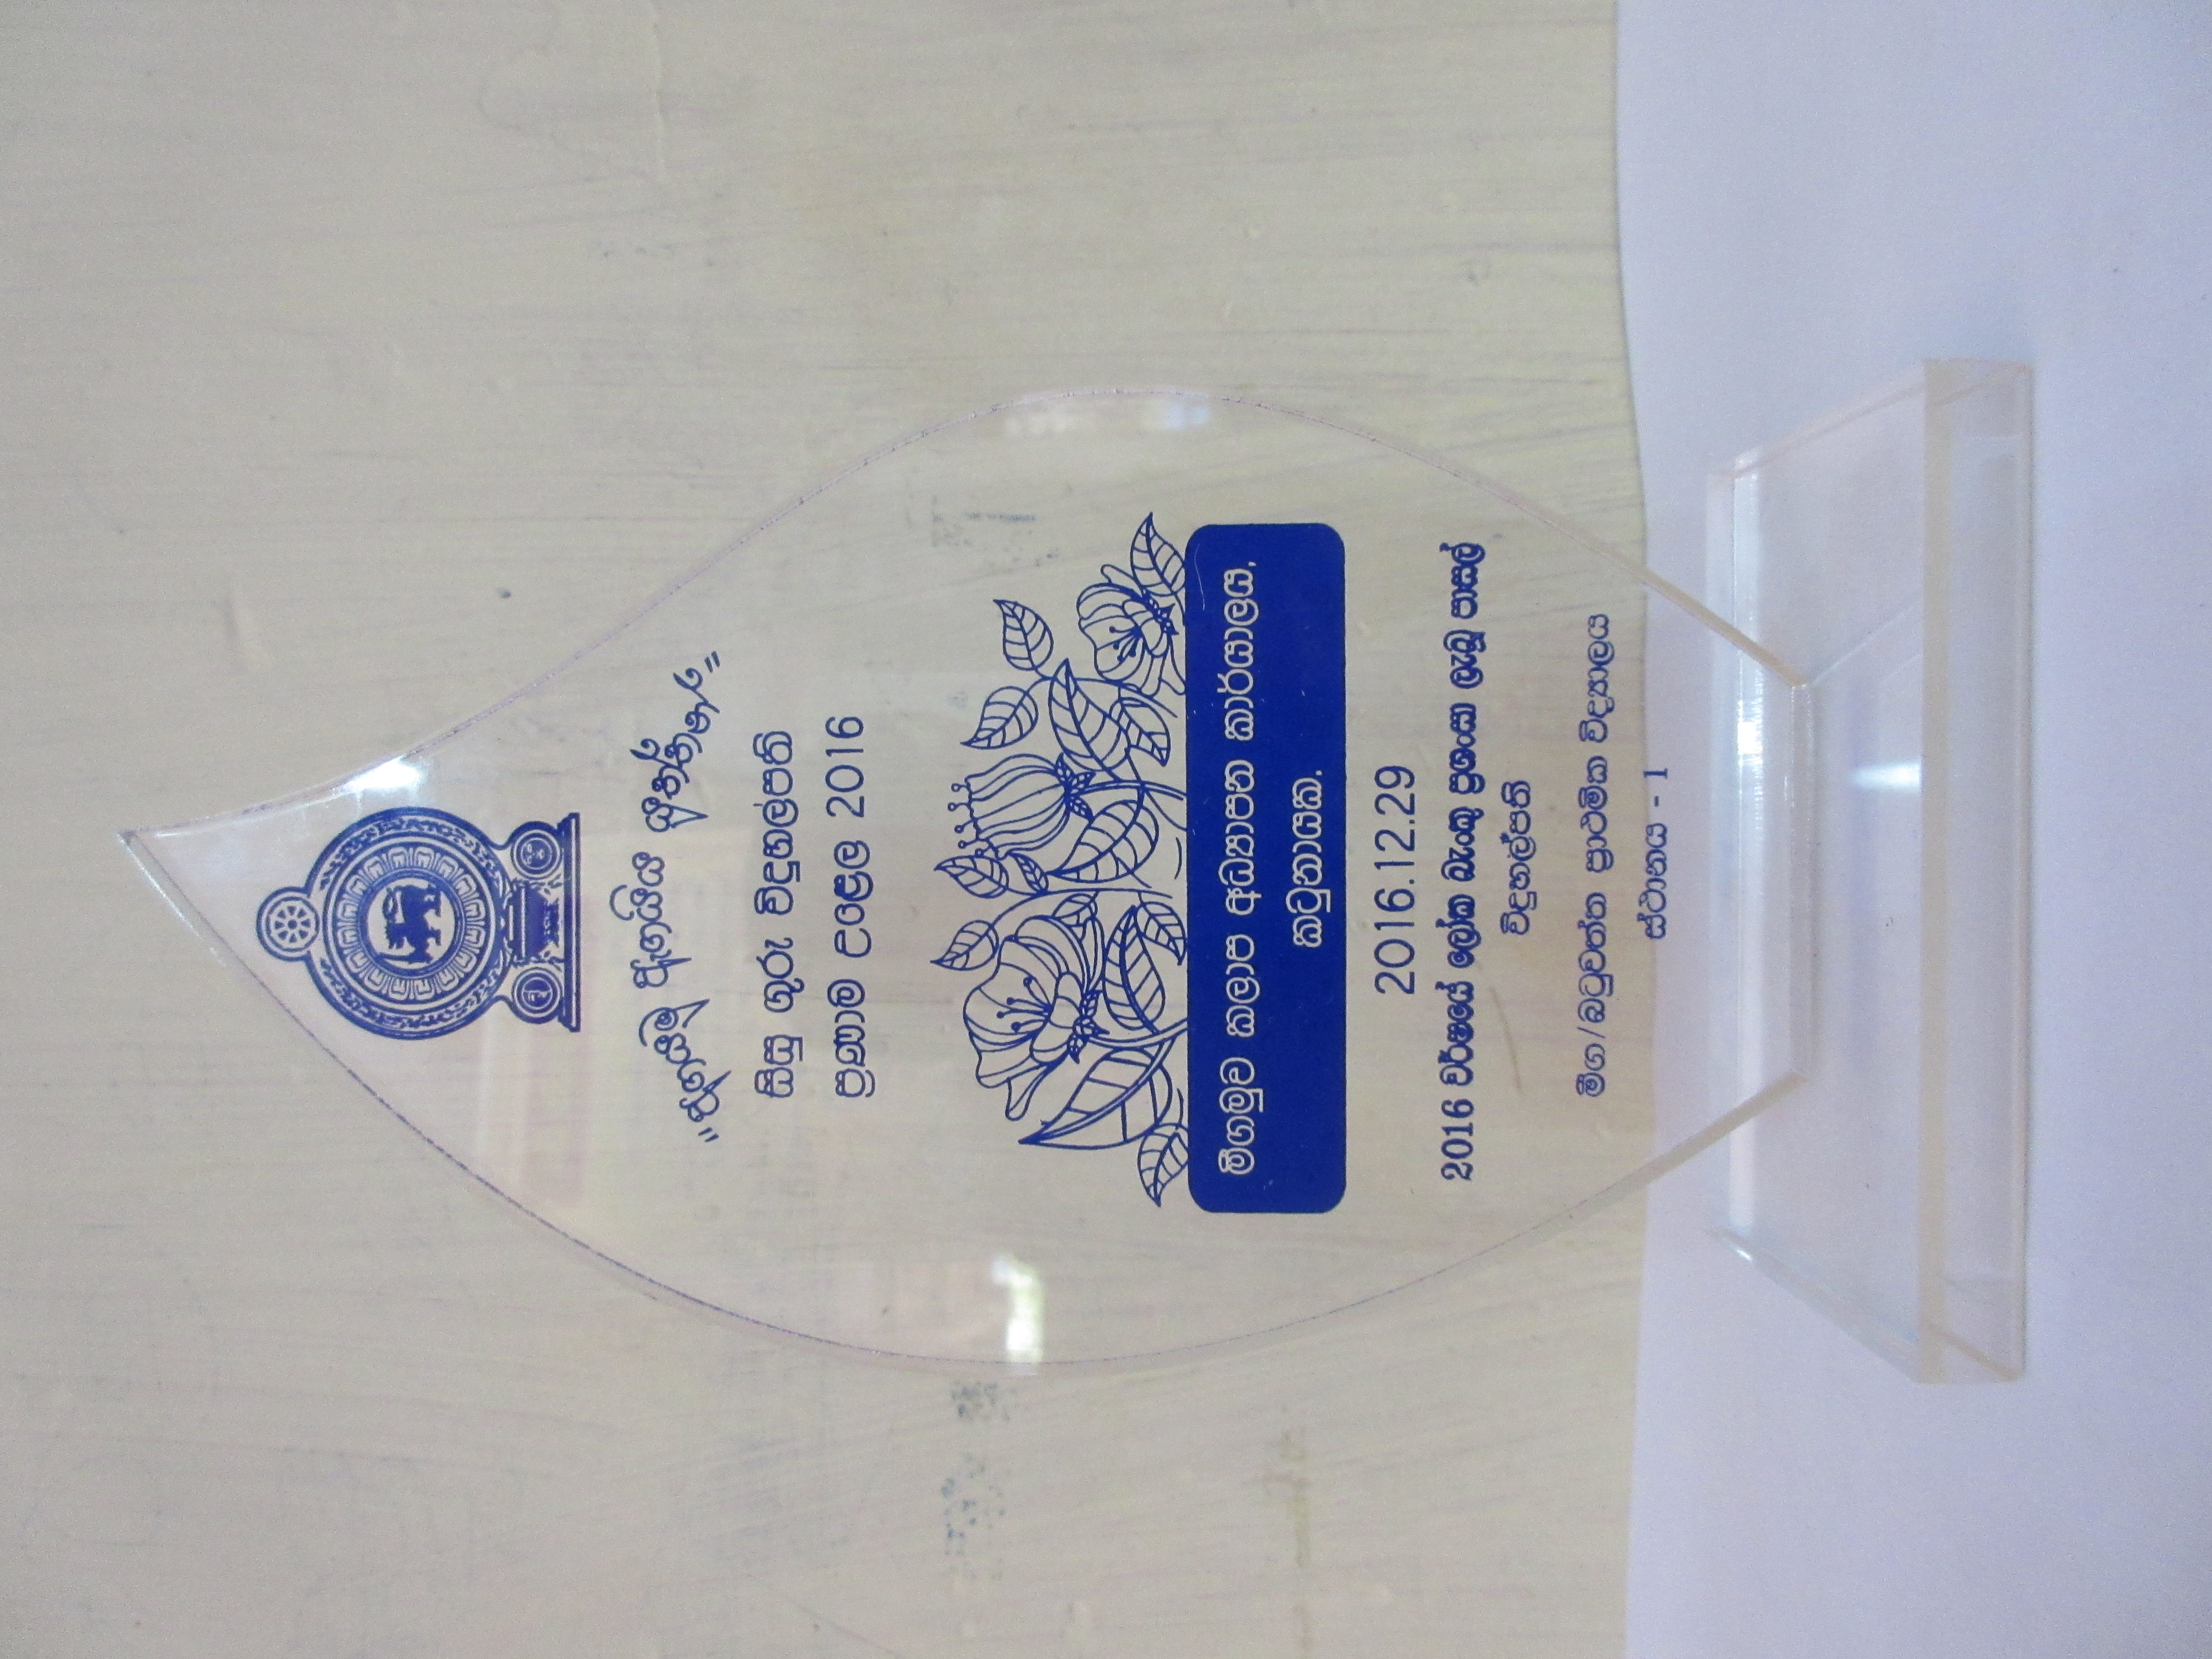 "අගයමු ඇගයිය යුත්තන්"
සිසු ගුරු විදුහල්පති
ප්‍රණාම උළෙල 2016
මීගමුව කලාප අධ්‍යාපන කාර්යාලය,
කටුනායක.
2016.12.29
2016 වර්ෂයේ ලෝක බැංකු ප්‍රශංසා ලැබූ පාසල්
විදුහල්පති
මීග/බටුවත්ත ප්‍රාථමික විද්‍යාලය
ස්ථානය - 1